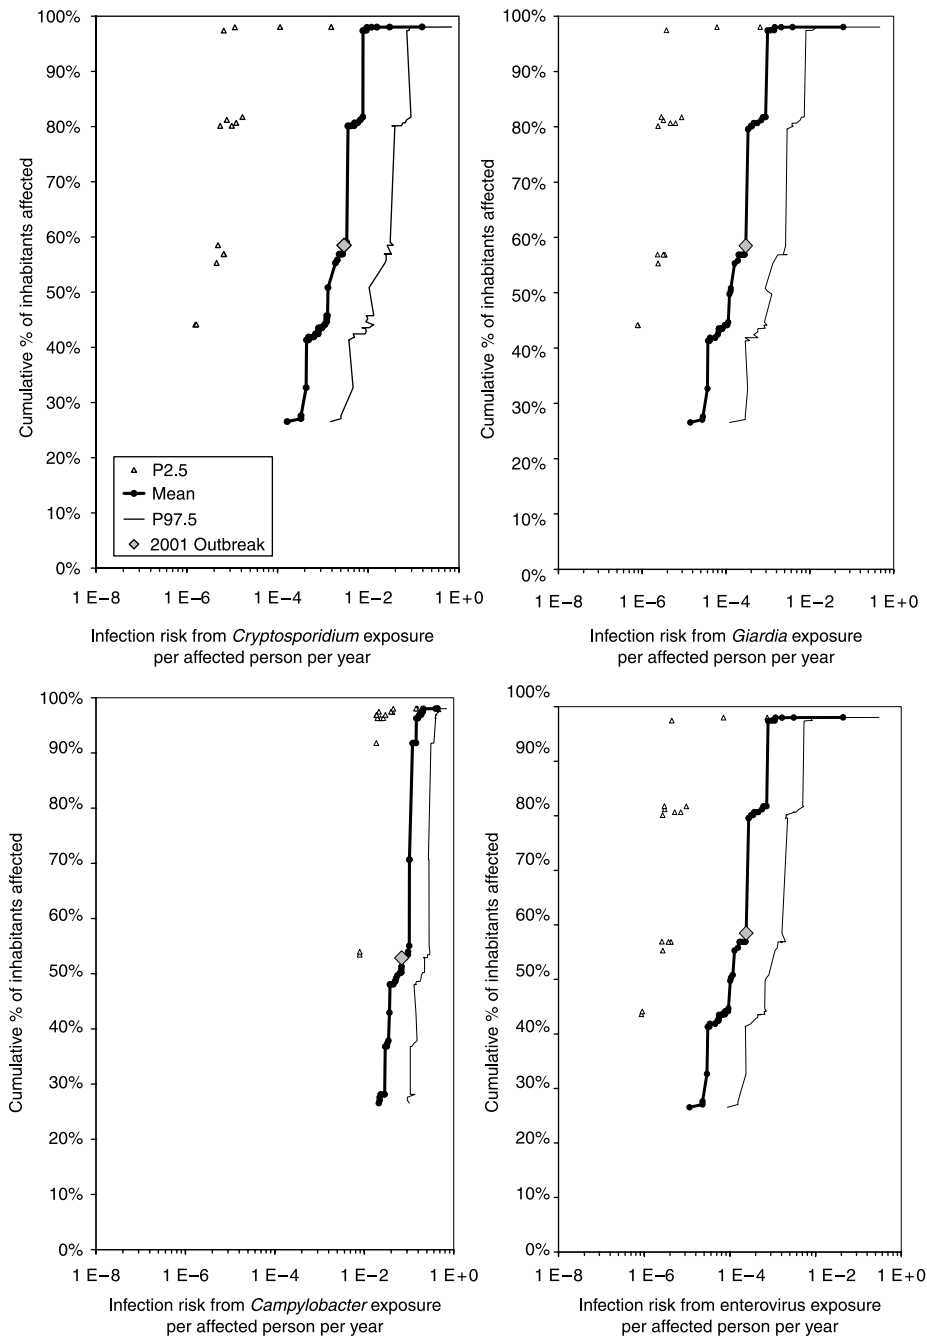 100%
90%
80%
70%
60%
50%
40%
30%
20%
10%
0%
Cumulative % of inhabitants affected
P2.5
Mean
P97.5
2001 Outbreak
1 E−8 1 E−6 1 E−4 1 E−2 1 E+0
Infection risk from Cryptosporidium exposure
per affected person per year
100%
90%
80%
70%
60%
50%
40%
30%
20%
10%
0%
Cumulative % of inhabitants affected
1 E−8 1 E−6 1 E−4 1 E−2 1 E+0
Infection risk from Giardia exposure
per affected person per year
100%
90%
80%
70%
60%
50%
40%
30%
20%
10%
0%
Cumulative % of inhabitants affected
1 E−8 1 E−6 1 E−4 1 E−2 1 E+0
Infection risk from Campylobacter exposure
per affected person per year
100%
90%
80%
70%
60%
50%
40%
30%
20%
10%
0%
Cumulative % of inhabitants affected
1 E−8 1 E−6 1 E−4 1 E−2 1 E+0
Infection risk from enterovirus exposure
per affected person per year